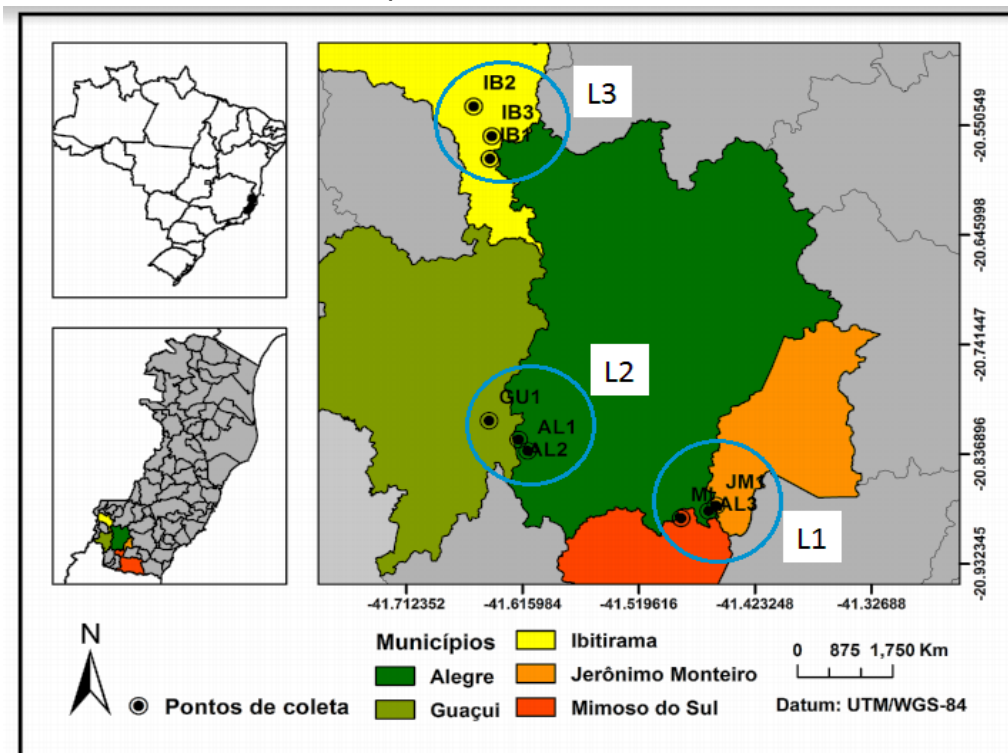 IB2
L3
IB3
IB1
-20.550549
-20.645998
-20.741447
L2
GU1
AL1
AL2
-20.836896
JM1
AL3
L1
-20.932345
-41.712352 -41.615984 -41.519616 -41.423248 -41.32688
N
Municípios
Ibitirama
Alegre
Jerônimo Monteiro
Guaçui
Mimoso do Sul
Pontos de coleta
0 875 1,750 Km
Datum: UTM/WGS-84